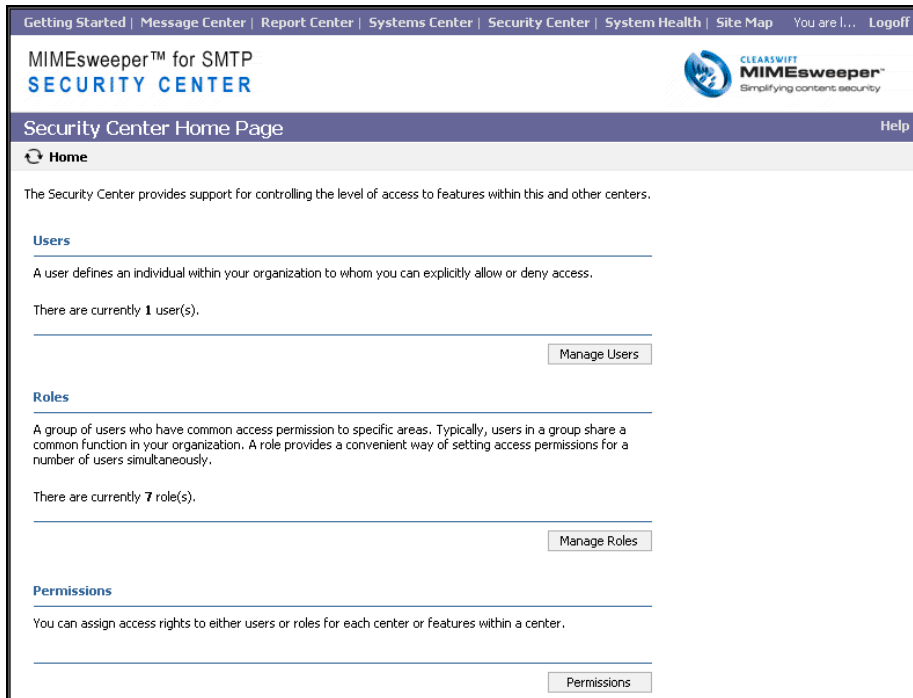 Getting Started | Message Center | Report Center | Systems Center | Security Center | System Health | Site Map You are l... Logoff
MIMEsweeper™ for SMTP
SECURITY CENTER
CLEARSWIFT
MIMEsweeper™
Simplifying content security
Security Center Home Page Help
Home
The Security Center provides support for controlling the level of access to features within this and other centers.
Users
A user defines an individual within your organization to whom you can explicitly allow or deny access.
There are currently 1 user(s).
Manage Users
Roles
A group of users who have common access permission to specific areas. Typically, users in a group share a
common function in your organization. A role provides a convenient way of setting access permissions for a
number of users simultaneously.
There are currently 7 role(s).
Manage Roles
Permissions
You can assign access rights to either users or roles for each center or features within a center.
Permissions